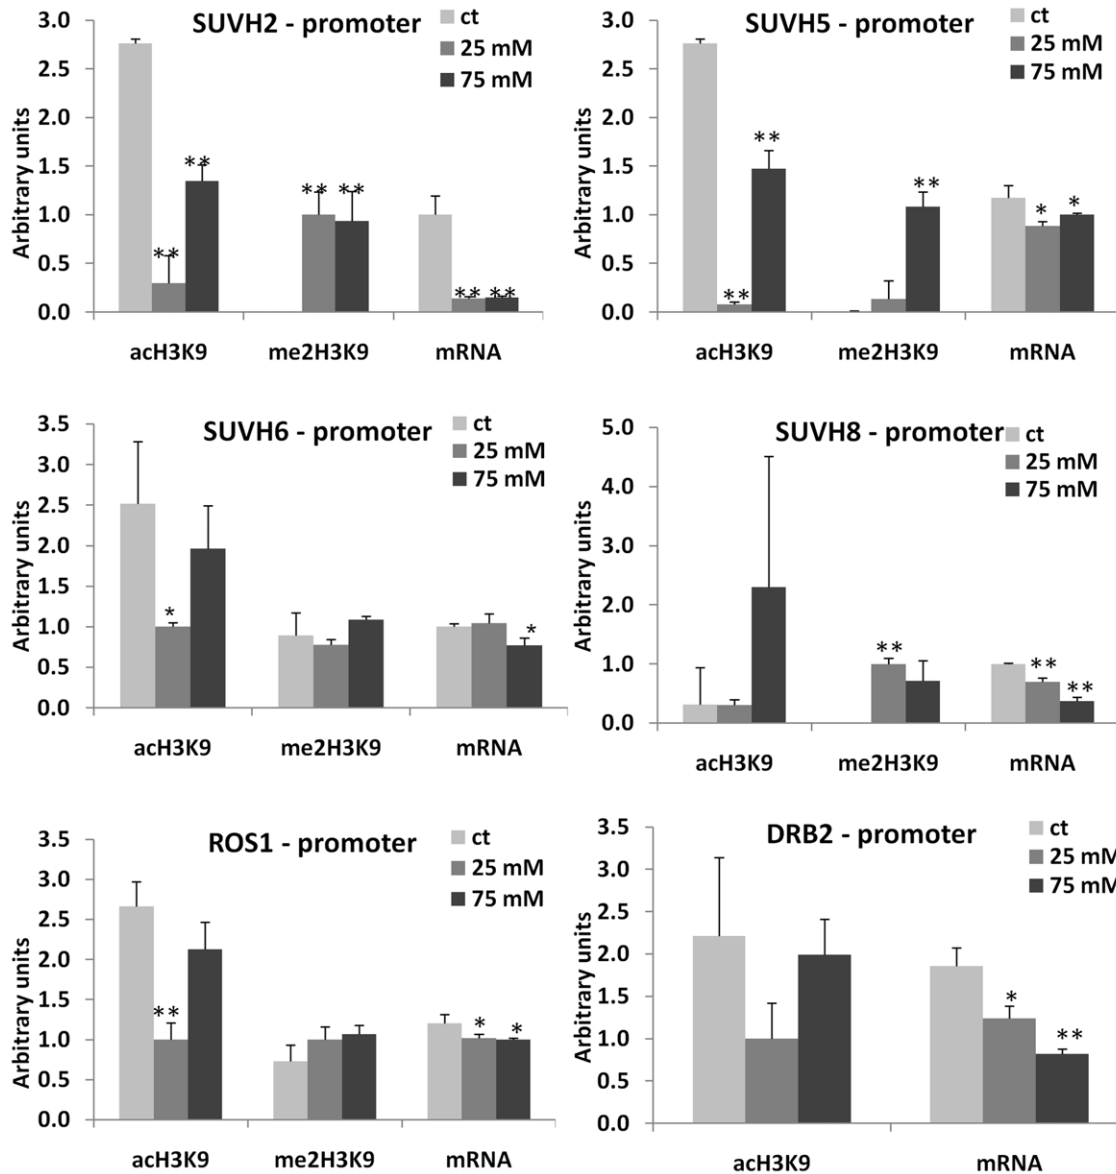 SUVH2 - promoter
ct
25 mM
75 mM
Arbitrary units
3.0
2.5
2.0
1.5
1.0
0.5
0.0
**
**
**
**
**
**
acH3K9
me2H3K9
mRNA
SUVH5 - promoter
ct
25 mM
75 mM
Arbitrary units
3.0
2.5
2.0
1.5
1.0
0.5
0.0
**
**
**
*
*
acH3K9
me2H3K9
mRNA
SUVH6 - promoter
ct
25 mM
75 mM
Arbitrary units
3.5
3.0
2.5
2.0
1.5
1.0
0.5
0.0
*
*
acH3K9
me2H3K9
mRNA
SUVH8 - promoter
ct
25 mM
75 mM
Arbitrary units
5.0
4.0
3.0
2.0
1.0
0.0
**
**
**
acH3K9
me2H3K9
mRNA
ROS1 - promoter
ct
25 mM
75 mM
Arbitrary units
3.5
3.0
2.5
2.0
1.5
1.0
0.5
0.0
**
*
*
acH3K9
me2H3K9
mRNA
DRB2 - promoter
ct
25 mM
75 mM
Arbitrary units
3.5
3.0
2.5
2.0
1.5
1.0
0.5
0.0
*
**
acH3K9
mRNA